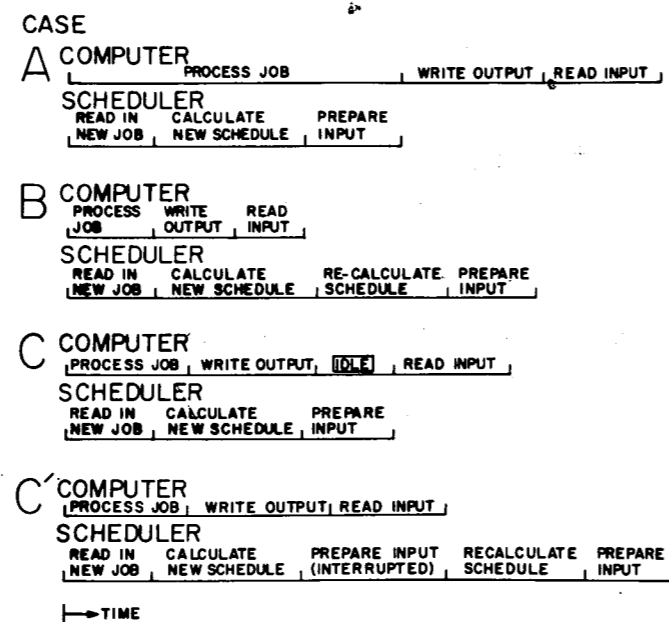 CASE
A COMPUTER
PROCESS JOB WRITE OUTPUT READ INPUT
SCHEDULER
READ IN CALCULATE PREPARE
NEW JOB NEW SCHEDULE INPUT
B COMPUTER
PROCESS WRITE READ
JOB OUTPUT INPUT
SCHEDULER
READ IN CALCULATE RE-CALCULATE PREPARE
NEW JOB NEW SCHEDULE SCHEDULE INPUT
C COMPUTER
PROCESS JOB WRITE OUTPUT IDLE READ INPUT
SCHEDULER
READ IN CALCULATE PREPARE
NEW JOB NEW SCHEDULE INPUT
C′ COMPUTER
PROCESS JOB WRITE OUTPUT READ INPUT
SCHEDULER
READ IN CALCULATE PREPARE INPUT RECALCULATE PREPARE
NEW JOB NEW SCHEDULE (INTERRUPTED) SCHEDULE INPUT
TIME